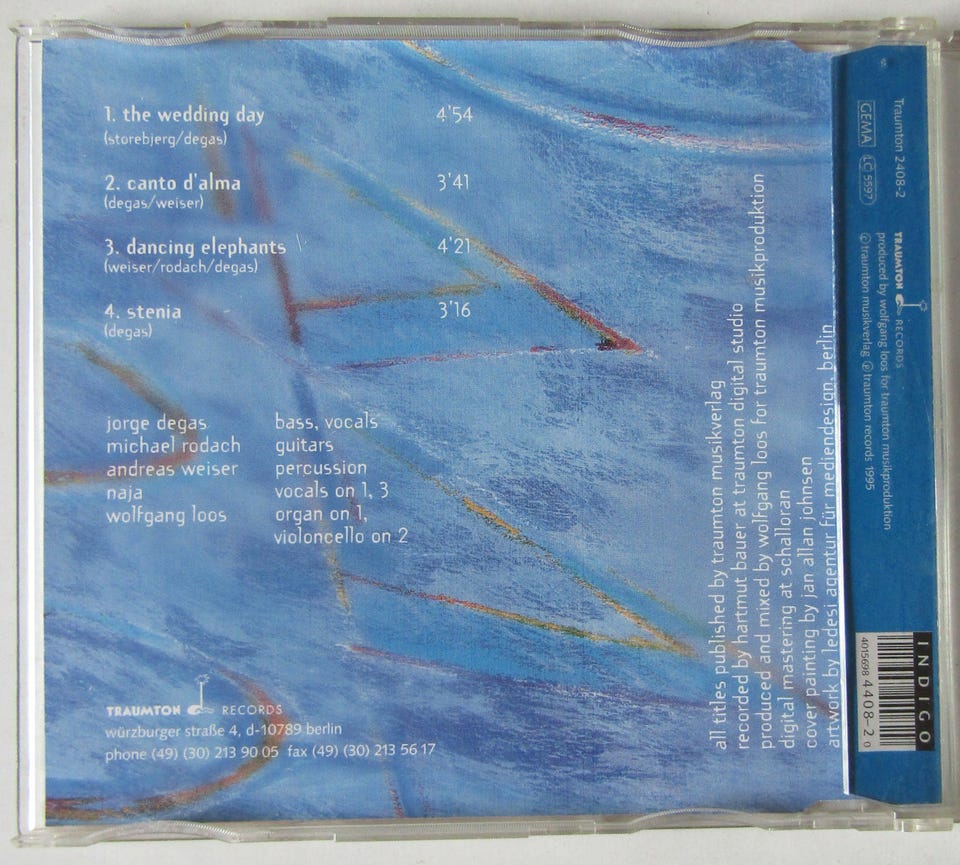 1. the wedding day 4'54
(storebjerg/degas)
2. canto d'alma 3'41
(degas/weiser)
3. dancing elephants 4'21
(weiser/rodach/degas)
4. stenia 3'16
(degas)
jorge degas bass, vocals
michael rodach guitars
andreas weiser percussion
naja vocals on 1, 3
wolfgang loos organ on 1,
violoncello on 2
TRAUMTON RECORDS
würzburger straße 4, d-10789 berlin
phone (49) (30) 213 90 05 fax (49) (30) 213 56 17
all titles published by traumton musikverlag
recorded by hartmut bauer at traumton digital studio
produced and mixed by wolfgang loos for traumton musikproduktion
digital mastering at schalloran
cover painting by jan allan johnsen
artwork by ledesi agentur für mediendesign, berlin
Traumton 2408-2
GEMA LC 5597
TRAUMTON RECORDS
produced by wolfgang loos for traumton musikproduktion
© traumton musikverlag ℗ traumton records 1995
INDIGO
4015698 4408-2 0